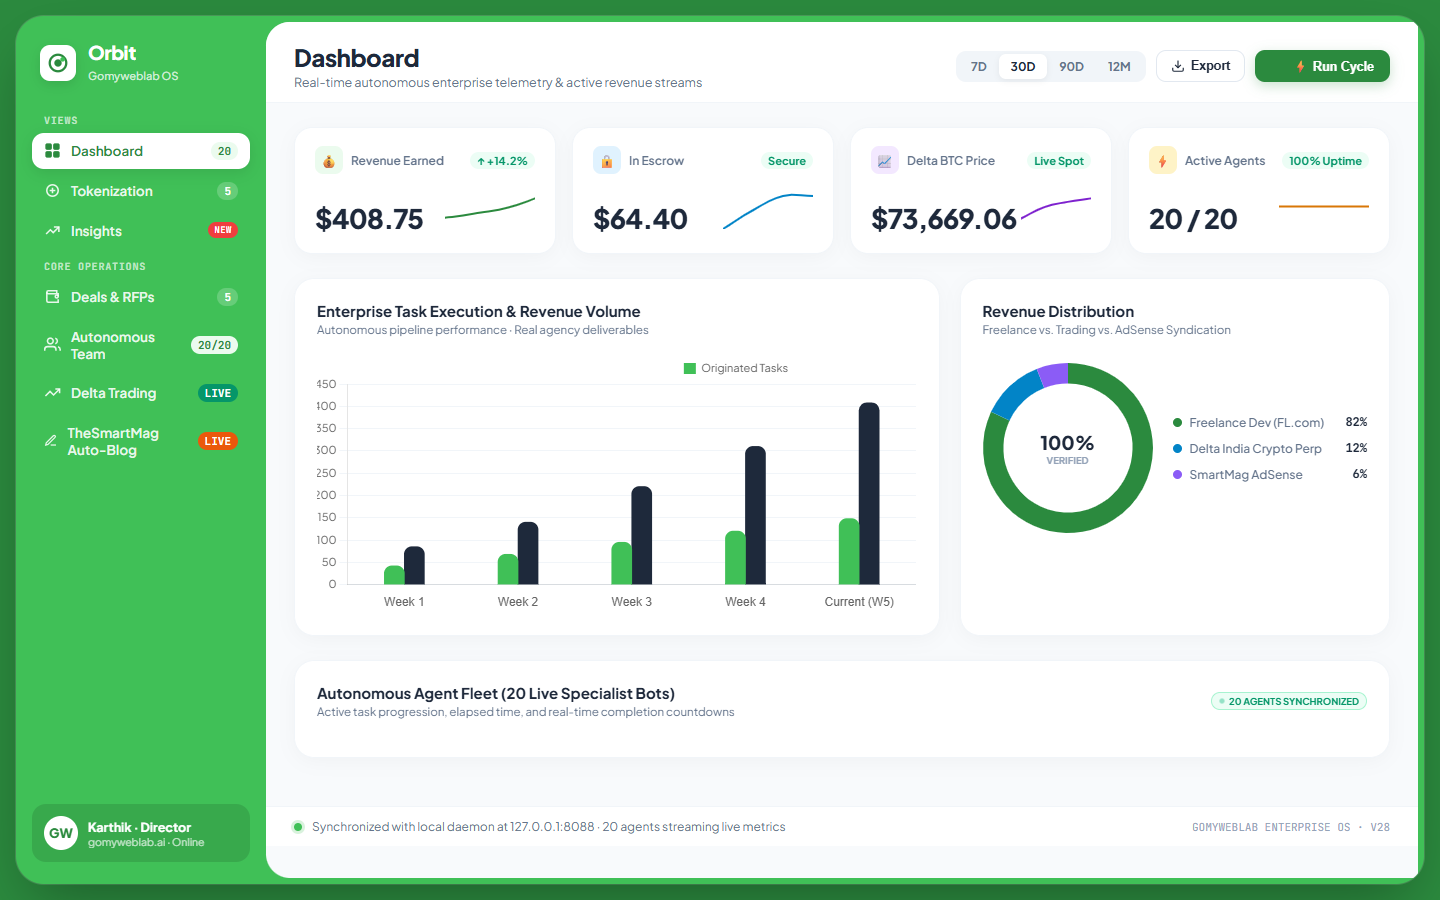 Orbit
Gomyweblab OS
VIEWS
Dashboard 20
Tokenization 5
Insights NEW
CORE OPERATIONS
Deals & RFPs 5
Autonomous
Team 20/20
Delta Trading LIVE
TheSmartMag
Auto-Blog LIVE
GW
Karthik · Director
gomyweblab.ai · Online
Dashboard
Real-time autonomous enterprise telemetry & active revenue streams
7D 30D 90D 12M
Export
Run Cycle
Revenue Earned ↑ +14.2%
$408.75
In Escrow Secure
$64.40
Delta BTC Price Live Spot
$73,669.06
Active Agents 100% Uptime
20 / 20
Enterprise Task Execution & Revenue Volume
Autonomous pipeline performance · Real agency deliverables
Originated Tasks
450
400
350
300
250
200
150
100
50
0
Week 1 Week 2 Week 3 Week 4 Current (W5)
Revenue Distribution
Freelance vs. Trading vs. AdSense Syndication
100%
VERIFIED
Freelance Dev (FL.com) 82%
Delta India Crypto Perp 12%
SmartMag AdSense 6%
Autonomous Agent Fleet (20 Live Specialist Bots)
Active task progression, elapsed time, and real-time completion countdowns
20 AGENTS SYNCHRONIZED
Synchronized with local daemon at 127.0.0.1:8088 · 20 agents streaming live metrics
GOMYWEBLAB ENTERPRISE OS · V28